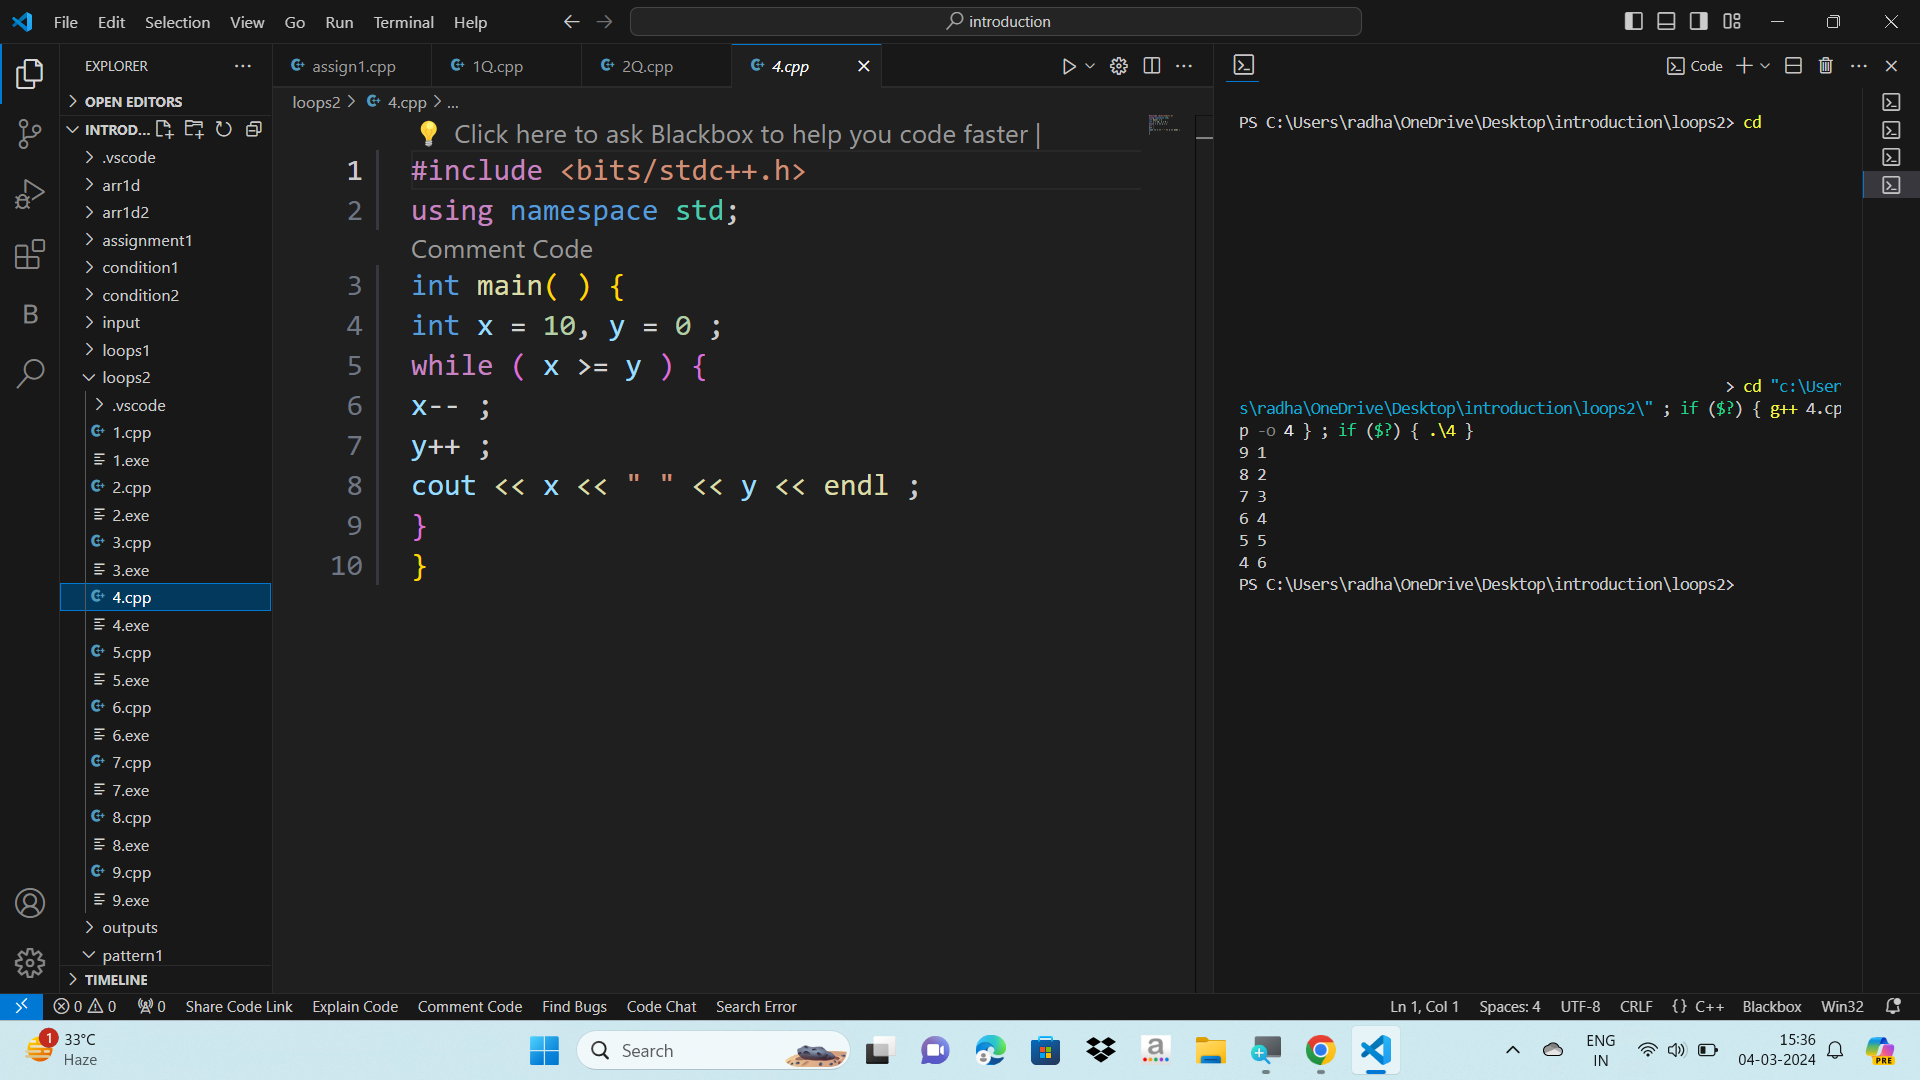 File Edit Selection View Go Run Terminal Help
introduction
EXPLORER
assign1.cpp
1Q.cpp
2Q.cpp
4.cpp
Code
OPEN EDITORS
INTROD...
.vscode
arr1d
arr1d2
assignment1
condition1
condition2
input
loops1
loops2
.vscode
1.cpp
1.exe
2.cpp
2.exe
3.cpp
3.exe
4.cpp
4.exe
5.cpp
5.exe
6.cpp
6.exe
7.cpp
7.exe
8.cpp
8.exe
9.cpp
9.exe
outputs
pattern1
TIMELINE
loops2 > 4.cpp > ...
Click here to ask Blackbox to help you code faster |
1 #include <bits/stdc++.h>
2 using namespace std;
Comment Code
3 int main( ) {
4 int x = 10, y = 0 ;
5 while ( x >= y ) {
6 x-- ;
7 y++ ;
8 cout << x << " " << y << endl ;
9 }
10 }
PS C:\Users\radha\OneDrive\Desktop\introduction\loops2> cd
> cd "c:\User
s\radha\OneDrive\Desktop\introduction\loops2\" ; if ($?) { g++ 4.cp
p -o 4 } ; if ($?) { .\4 }
9 1
8 2
7 3
6 4
5 5
4 6
PS C:\Users\radha\OneDrive\Desktop\introduction\loops2>
0 0 0 Share Code Link Explain Code Comment Code Find Bugs Code Chat Search Error
Ln 1, Col 1 Spaces: 4 UTF-8 CRLF {} C++ Blackbox Win32
1
33°C
Haze
Search
a
ENG
IN
15:36
04-03-2024
PRE
B